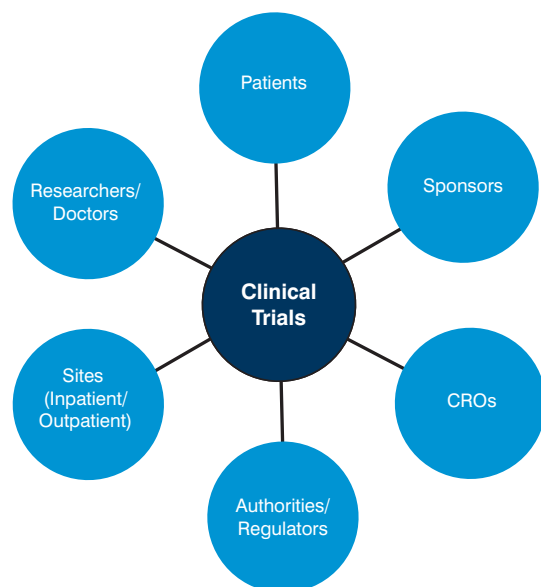 Patients
Sponsors
Researchers/
Doctors
Clinical
Trials
Sites
(Inpatient/
Outpatient)
CROs
Authorities/
Regulators